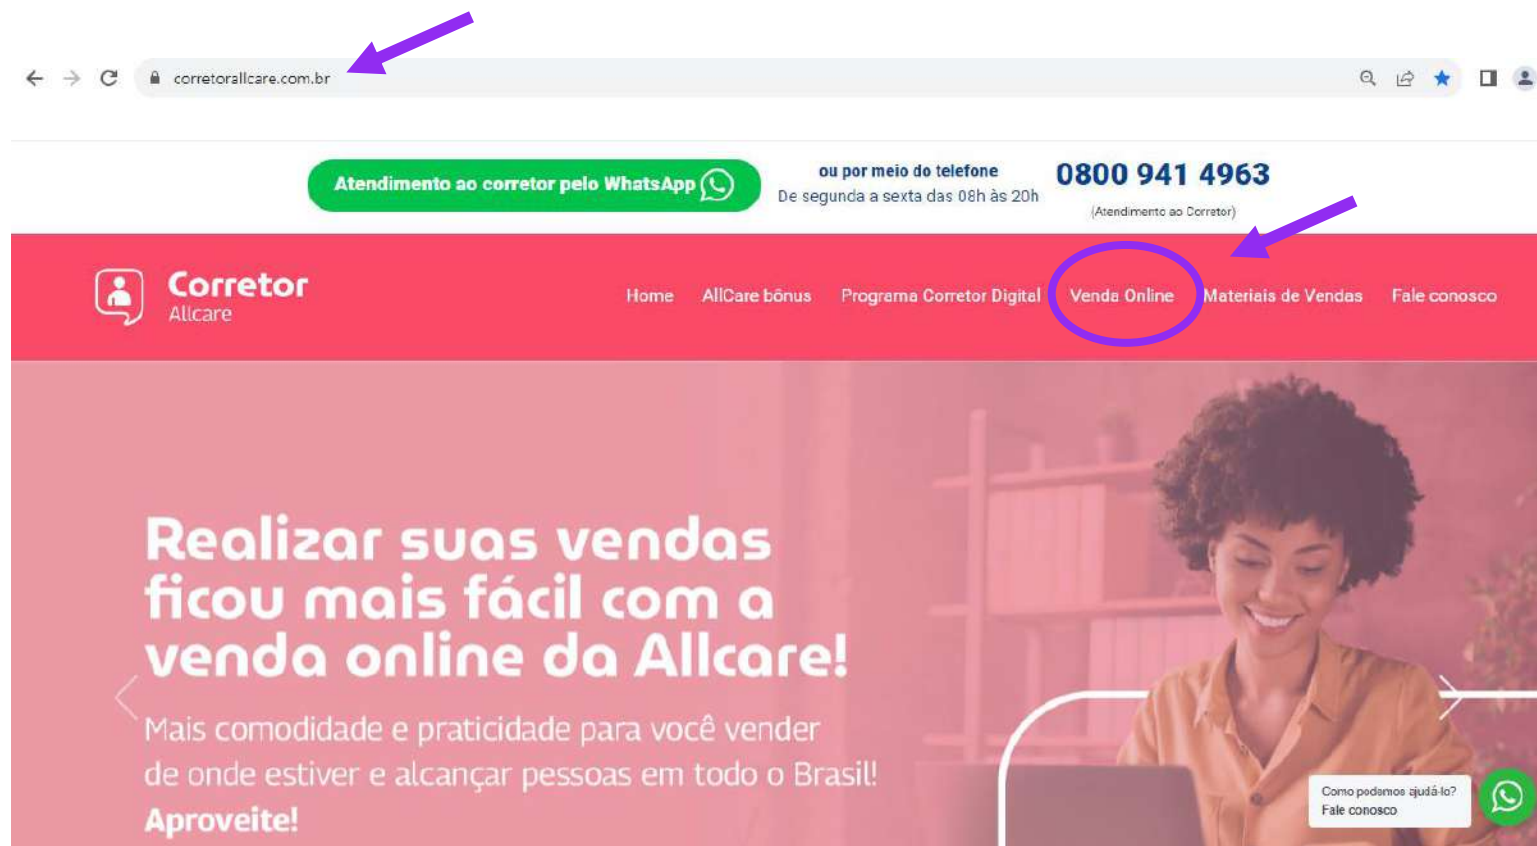 corretorallcare.com.br
Atendimento ao corretor pelo WhatsApp
ou por meio do telefone
De segunda a sexta das 08h às 20h
0800 941 4963
(Atendimento ao Corretor)
Corretor
Allcare
Home AllCare bônus Programa Corretor Digital Venda Online Materiais de Vendas Fale conosco
Realizar suas vendas
ficou mais fácil com a
venda online da Allcare!
Mais comodidade e praticidade para você vender
de onde estiver e alcançar pessoas em todo o Brasil!
Aproveite!
Como podemos ajudá-lo?
Fale conosco